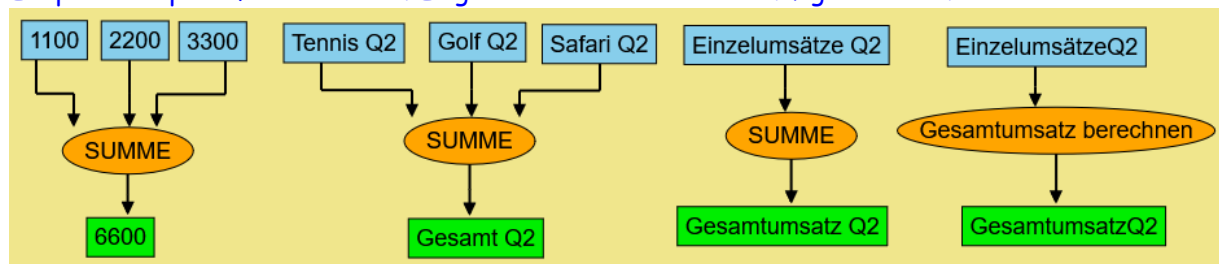 1100
2200
3300
SUMME
6600
Tennis Q2
Golf Q2
Safari Q2
SUMME
Gesamt Q2
Einzelumsätze Q2
SUMME
Gesamtumsatz Q2
EinzelumsätzeQ2
Gesamtumsatz berechnen
GesamtumsatzQ2